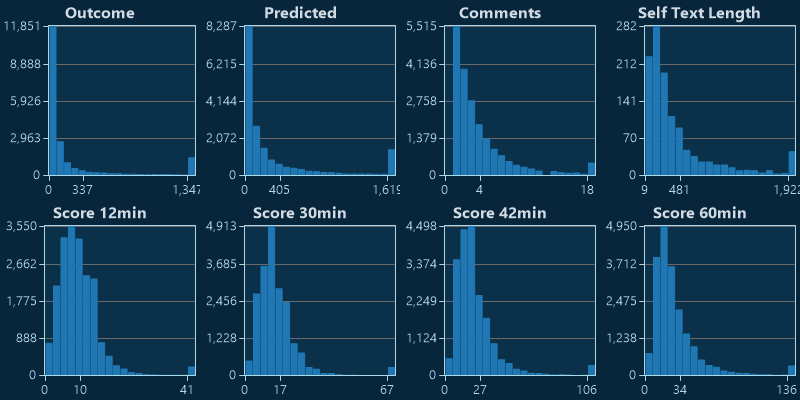 Outcome
11,851
8,888
5,926
2,963
0
0 337 1,347
Predicted
8,287
6,215
4,144
2,072
0
0 405 1,619
Comments
5,515
4,136
2,758
1,379
0
0 4 18
Self Text Length
282
212
141
70
0
9 481 1,922
Score 12min
3,550
2,662
1,775
888
0
0 10 41
Score 30min
4,913
3,685
2,456
1,228
0
0 17 67
Score 42min
4,498
3,374
2,249
1,124
0
0 27 106
Score 60min
4,950
3,712
2,475
1,238
0
0 34 136